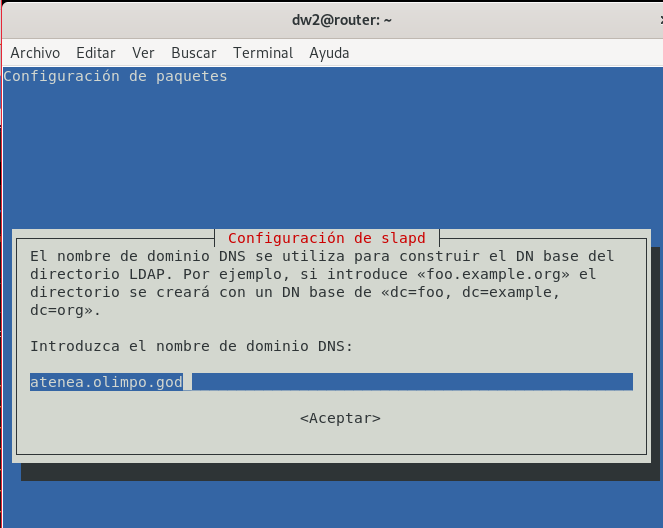 dw2@router: ~
Archivo Editar Ver Buscar Terminal Ayuda
Configuración de paquetes
Configuración de slapd
El nombre de dominio DNS se utiliza para construir el DN base del
directorio LDAP. Por ejemplo, si introduce «foo.example.org» el
directorio se creará con un DN base de «dc=foo, dc=example,
dc=org».
Introduzca el nombre de dominio DNS:
atenea.olimpo.god
<Aceptar>